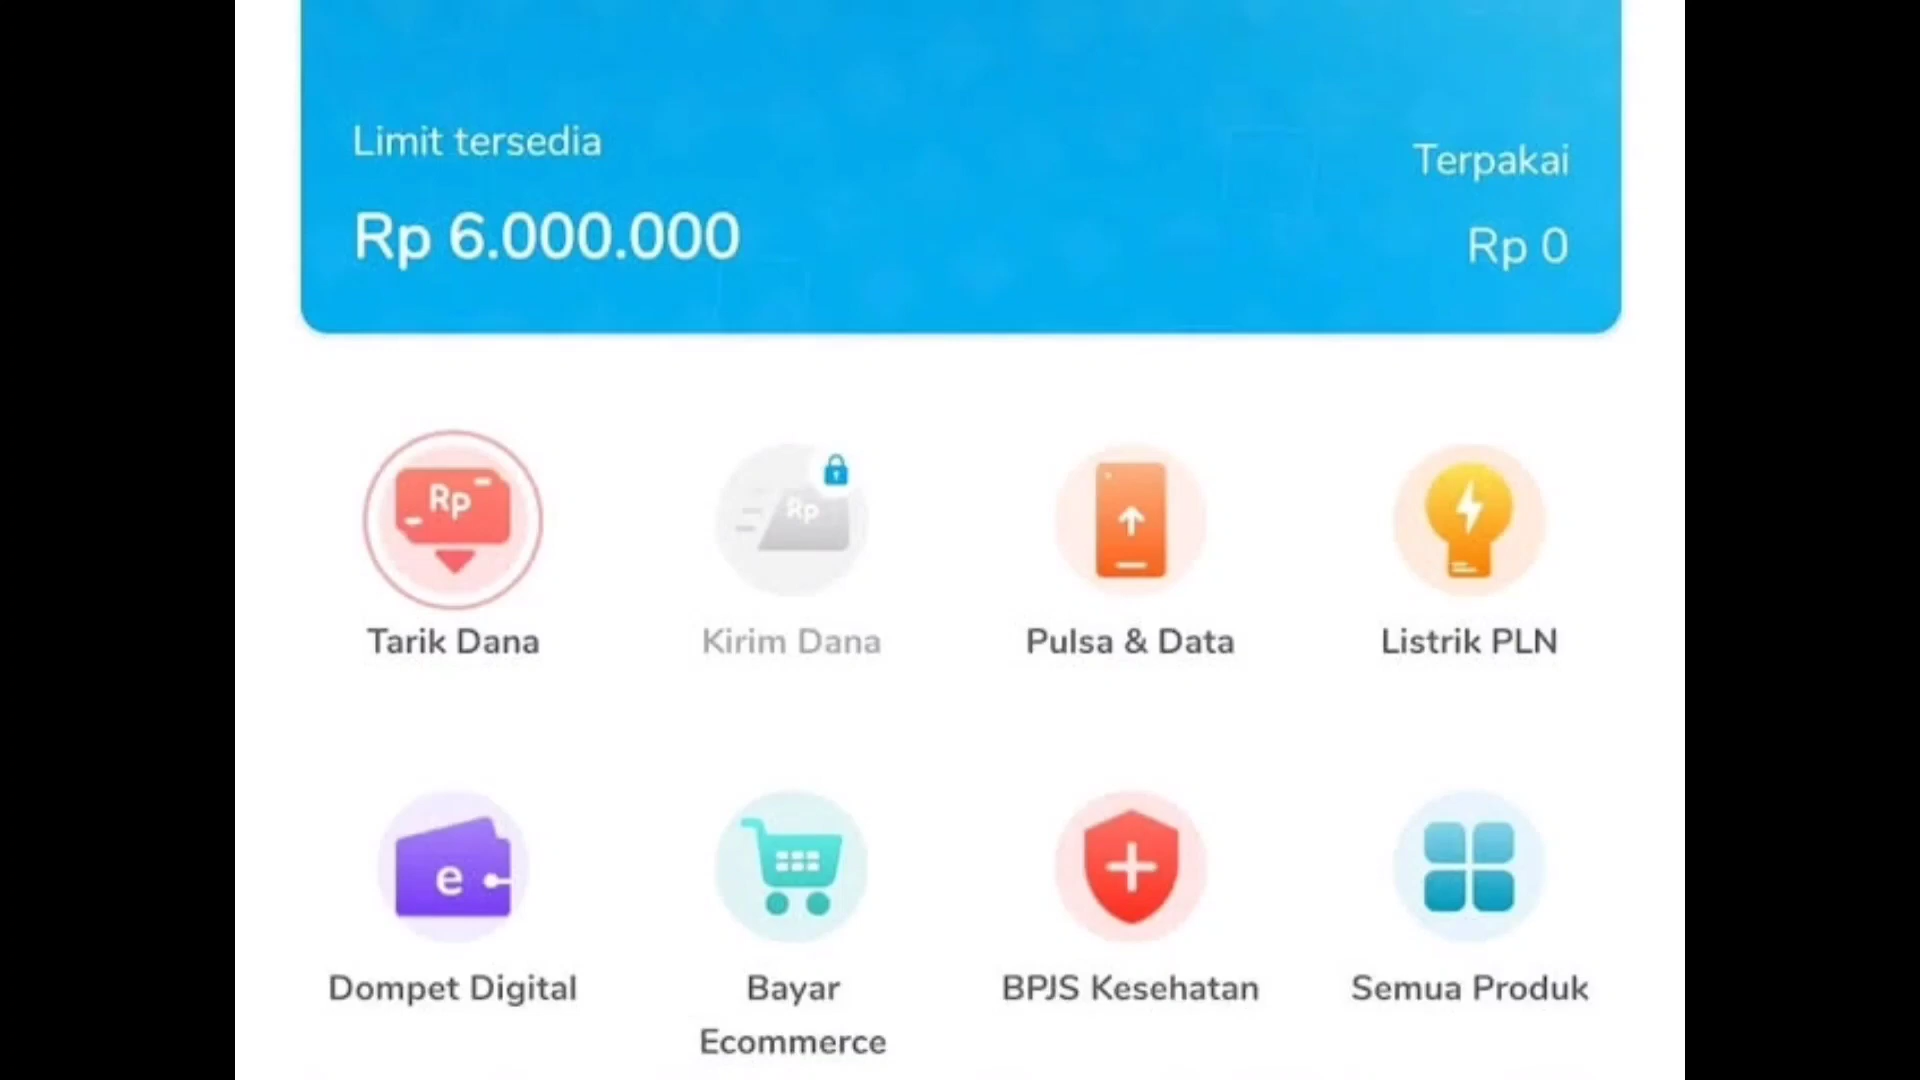 Limit tersedia
Terpakai
Rp 6.000.000
Rp 0
Rp
Rp
Tarik Dana
Kirim Dana
Pulsa & Data
Listrik PLN
e
Dompet Digital
Bayar
Ecommerce
BPJS Kesehatan
Semua Produk